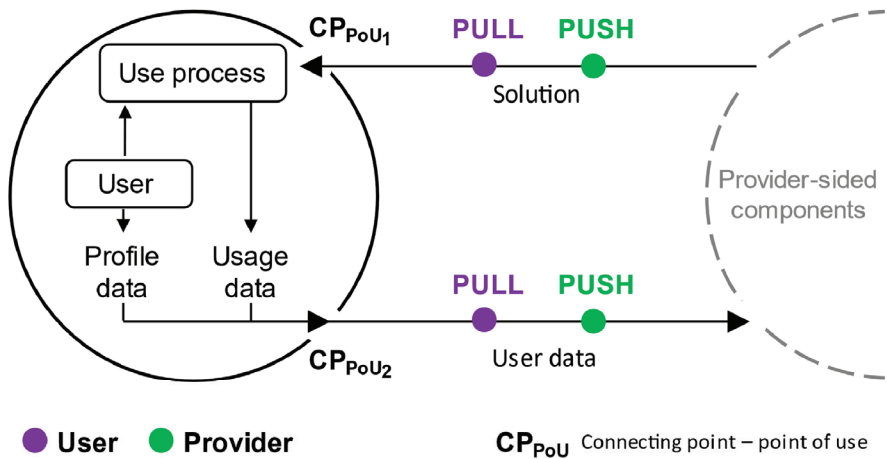 CPPoU1
PULL
PUSH
Use process
Solution
User
Provider-sided
components
Profile
data
Usage
data
PULL
PUSH
CPPoU2
User data
User
Provider
CPPoU Connecting point – point of use